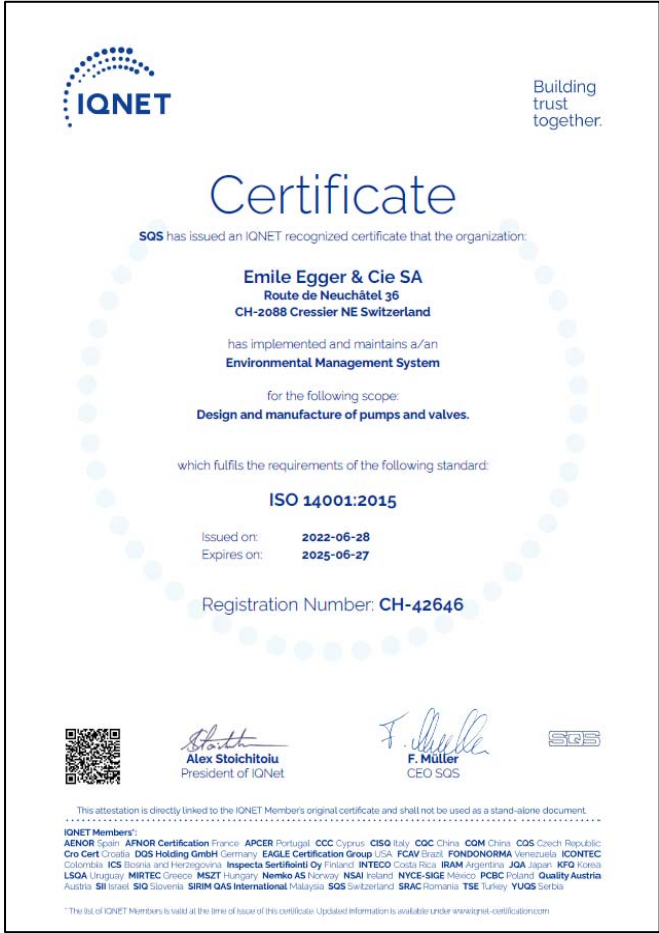 IQNET
Building
trust
together.
Certificate
SQS has issued an IQNET recognized certificate that the organization:
Emile Egger & Cie SA
Route de Neuchâtel 36
CH-2088 Cressier NE Switzerland
has implemented and maintains a/an
Environmental Management System
for the following scope:
Design and manufacture of pumps and valves.
which fulfils the requirements of the following standard:
ISO 14001:2015
Issued on: 2022-06-28
Expires on: 2025-06-27
Registration Number: CH-42646
Alex Stoichitoiu
President of IQNet
F. Müller
CEO SQS
SQS
This attestation is directly linked to the IQNET Member's original certificate and shall not be used as a stand-alone document.
IQNET Members*:
AENOR Spain AFNOR Certification France APCER Portugal CCC Cyprus CISQ Italy CQC China CQM China CQS Czech Republic
Cro Cert Croatia DQS Holding GmbH Germany EAGLE Certification Group USA FCAV Brazil FONDONORMA Venezuela ICONTEC
Colombia ICS Bosnia and Herzegovina Inspecta Sertifiointi Oy Finland INTECO Costa Rica IRAM Argentina JQA Japan KFQ Korea
LSQA Uruguay MIRTEC Greece MSZT Hungary Nemko AS Norway NSAI Ireland NYCE-SIGE México PCBC Poland Quality Austria
Austria SII Israel SIQ Slovenia SIRIM QAS International Malaysia SQS Switzerland SRAC Romania TSE Turkey YUQS Serbia
* The list of IQNET Members is valid at the time of issue of this certificate. Updated information is available under www.iqnet-certification.com